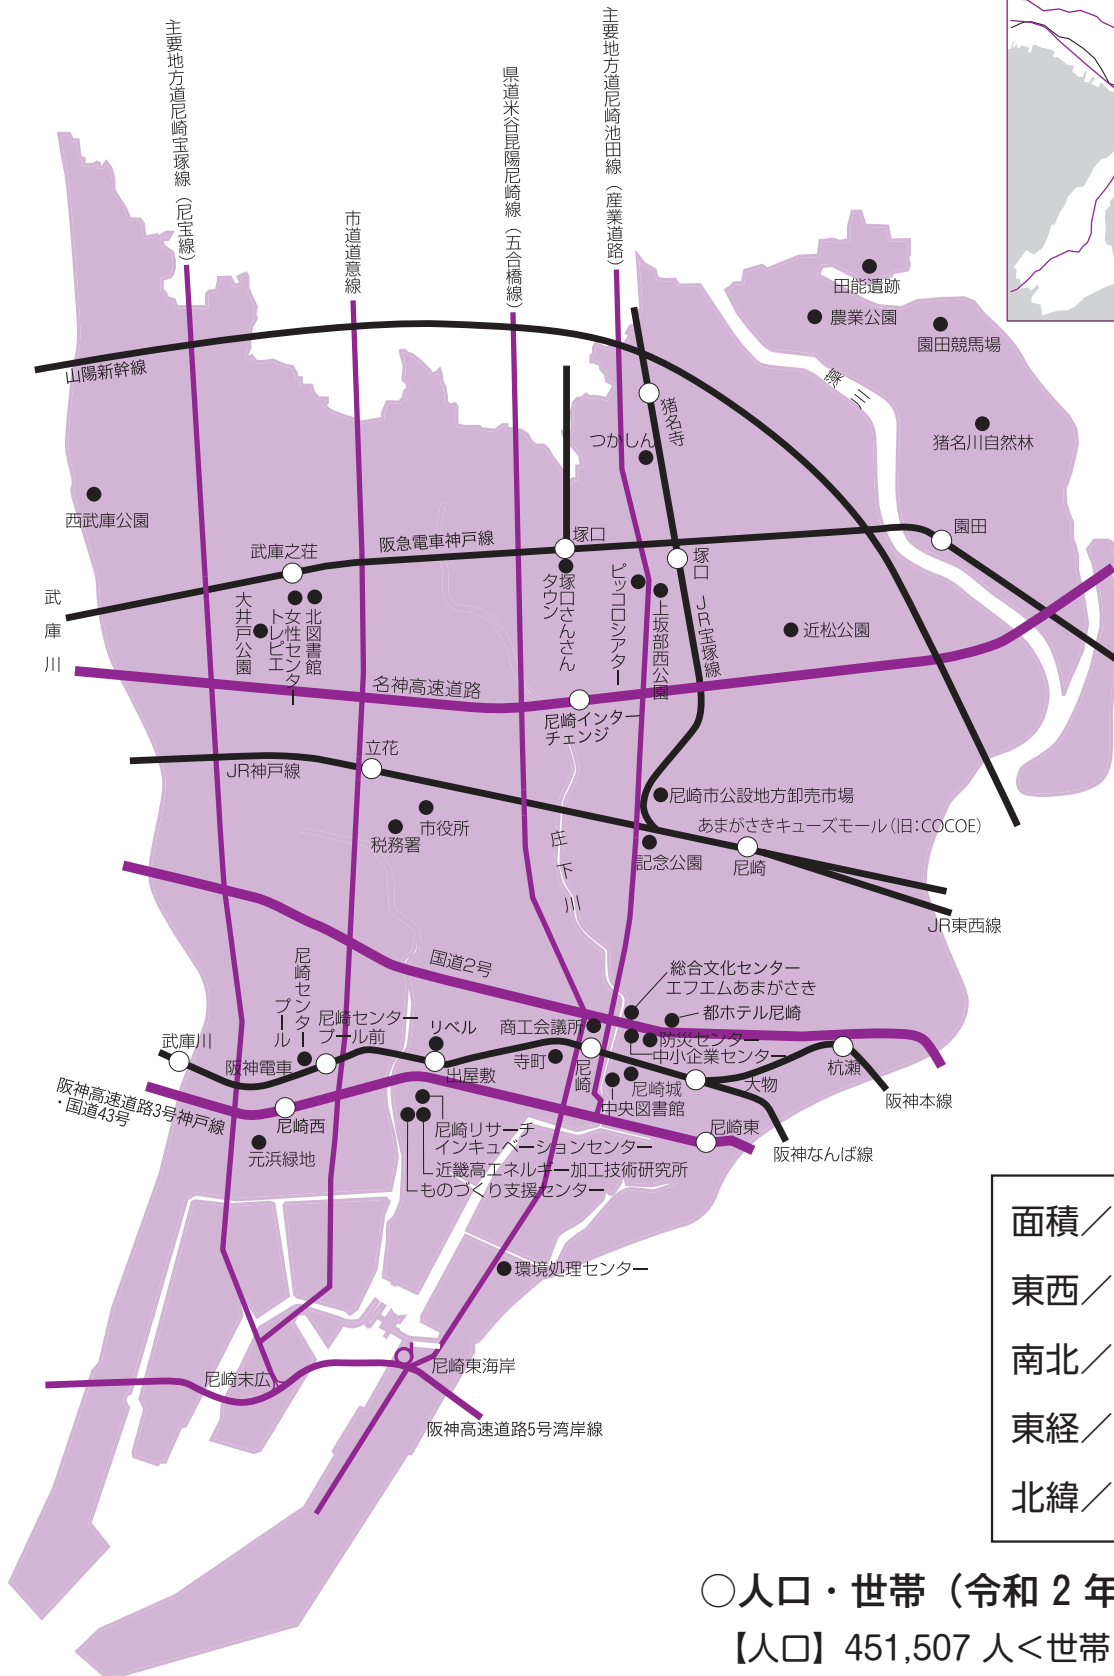 主要地方道尼崎宝塚線（尼宝線）
市道道意線
県道米谷昆陽尼崎線（五合橋線）
主要地方道尼崎池田線（産業道路）
田能遺跡
農業公園
園田競馬場
山陽新幹線
藻川
猪名寺
つかしん
猪名川自然林
西武庫公園
武庫之荘
阪急電車神戸線
塚口
園田
塚口
武庫川
大井戸公園
女性センター
トレピエ
北図書館
塚口さんさん
タウン
ピッコロシアター
上坂部西公園
JR宝塚線
近松公園
名神高速道路
尼崎インター
チェンジ
立花
JR神戸線
尼崎市公設地方卸売市場
市役所
税務署
あまがさきキューズモール（旧：COCOE）
庄下川
記念公園
尼崎
JR東西線
国道2号
総合文化センター
エフエムあまがさき
都ホテル尼崎
尼崎センター
プール
尼崎センター
プール前
リベル
商工会議所
防災センター
中小企業センター
武庫川
阪神電車
出屋敷
寺町
尼崎
尼崎城
中央図書館
大物
杭瀬
阪神本線
阪神高速道路3号神戸線
・国道43号
尼崎西
元浜緑地
尼崎リサーチ
インキュベーションセンター
近畿高エネルギー加工技術研究所
ものづくり支援センター
尼崎東
阪神なんば線
環境処理センター
尼崎末広
尼崎東海岸
阪神高速道路5号湾岸線
面積／
東西／
南北／
東経／
北緯／
○人口・世帯（令和 2 年
【人口】451,507 人＜世帯